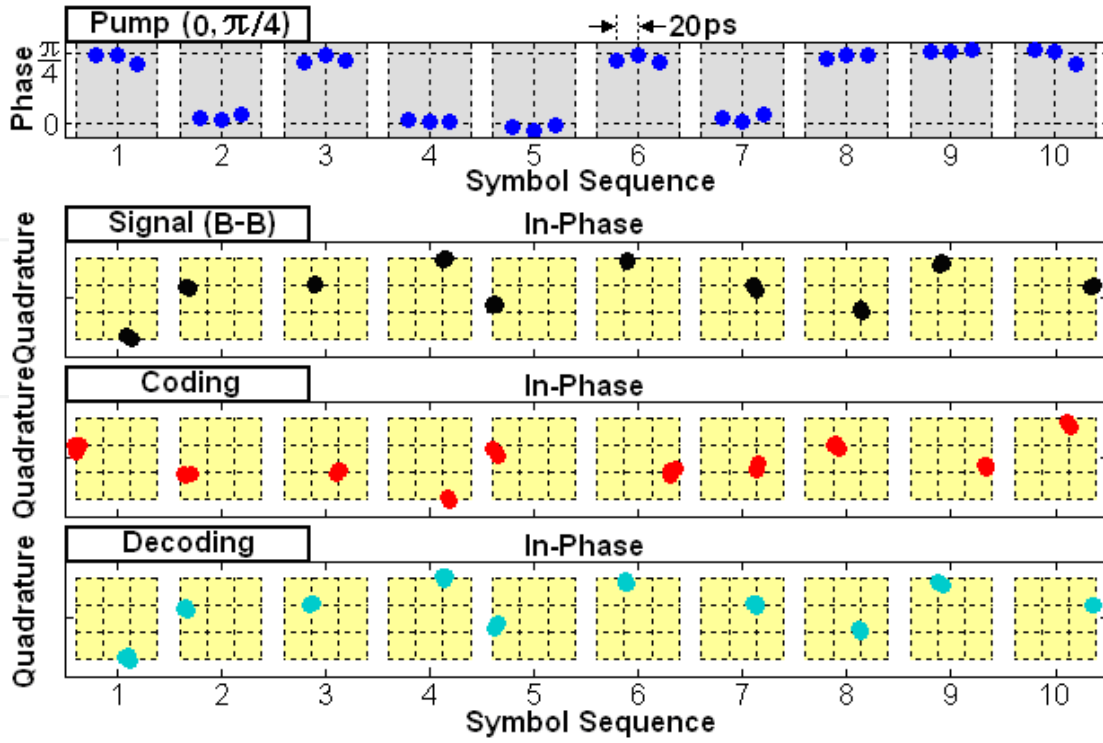 Pump (0, π/4)
20 ps
Phase
π
4
0
1 2 3 4 5 6 7 8 9 10
Symbol Sequence
Signal (B-B)
In-Phase
Quadrature
Coding
In-Phase
Quadrature
Decoding
In-Phase
Quadrature
1 2 3 4 5 6 7 8 9 10
Symbol Sequence